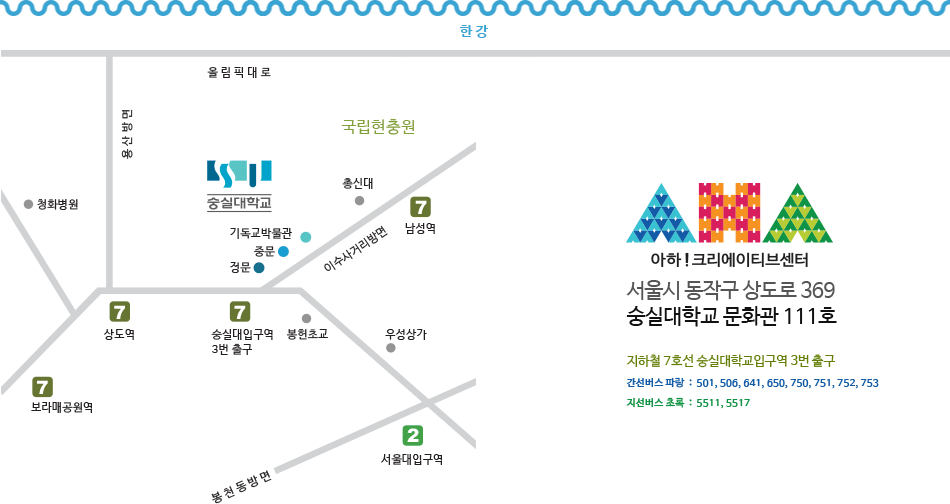 한 강
올 림 픽 대 로
용 산 방 면
국립현충원
SSU
숭실대학교
총신대
청화병원
7
남성역
기독교박물관
중문
정문
이수사거리방면
7
상도역
7
숭실대입구역
3번 출구
봉헌초교
우성상가
7
보라매공원역
2
서울대입구역
봉 천 동 방 면
AHA
아하!크리에이티브센터
서울시 동작구 상도로 369
숭실대학교 문화관 111호
지하철 7호선 숭실대학교입구역 3번 출구
간선버스 파랑 : 501, 506, 641, 650, 750, 751, 752, 753
지선버스 초록 : 5511, 5517